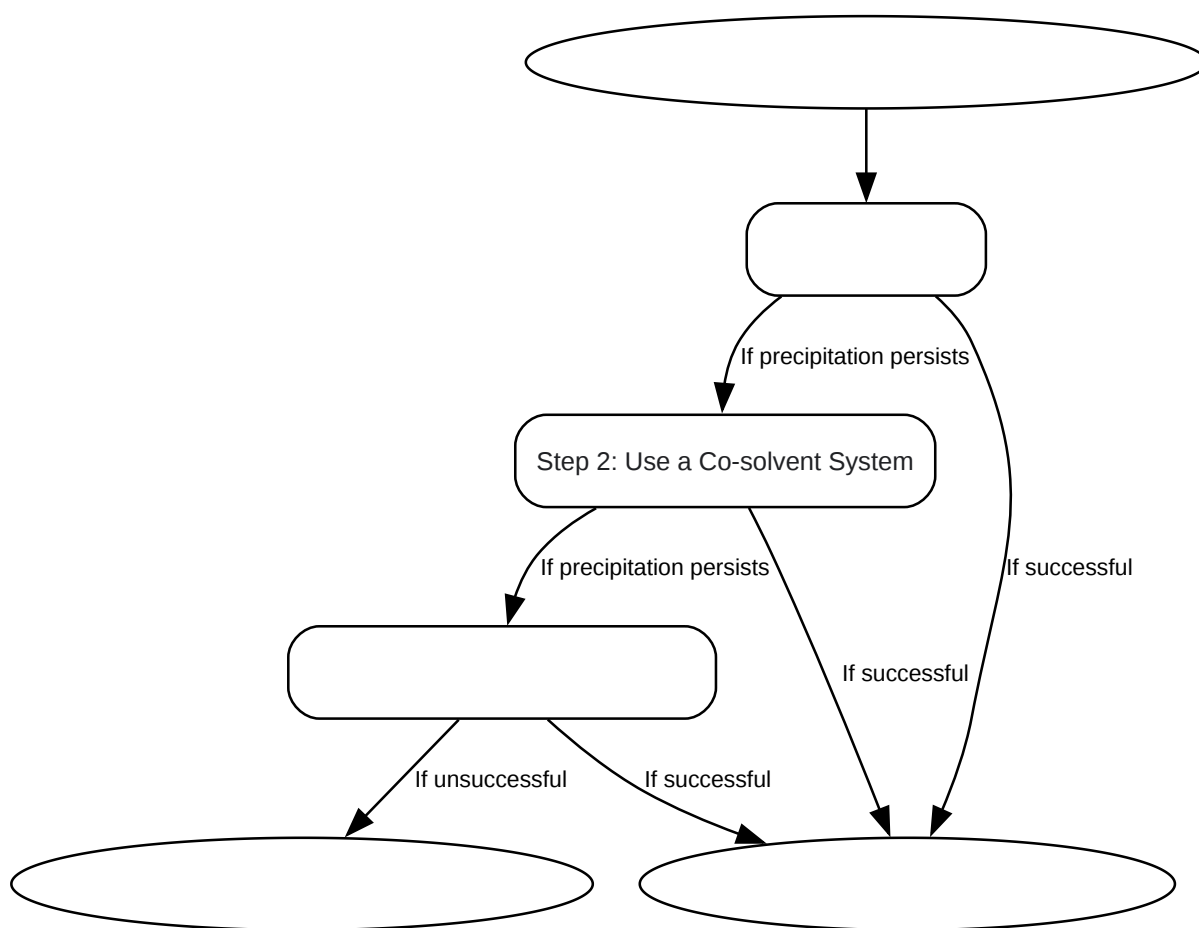 If precipitation persists
Step 2: Use a Co-solvent System
If precipitation persists
If successful
If successful
If unsuccessful
If successful